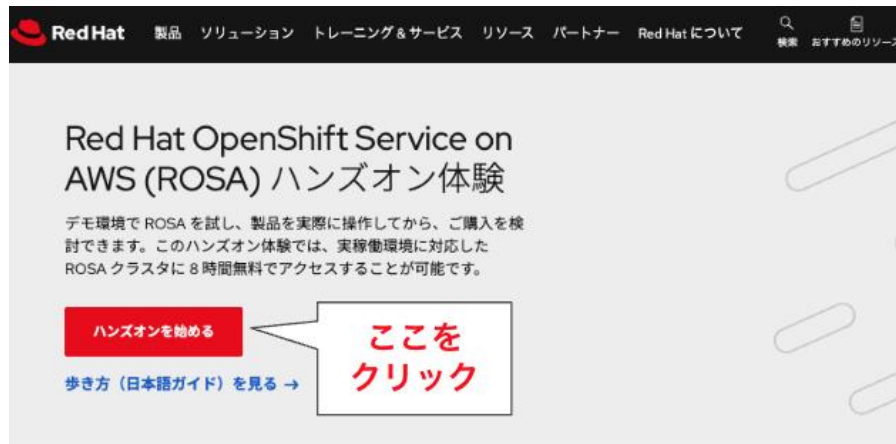 Red Hat 製品 ソリューション トレーニング & サービス リソース パートナー Red Hat について 検索 おすすめのリソース
Red Hat OpenShift Service on
AWS (ROSA) ハンズオン体験
デモ環境で ROSA を試し、製品を実際に操作してから、ご購入を検
討できます。このハンズオン体験では、実稼働環境に対応した
ROSA クラスタに 8 時間無料でアクセスすることが可能です。
ハンズオンを始める
ここを
クリック
歩き方（日本語ガイド）を見る →